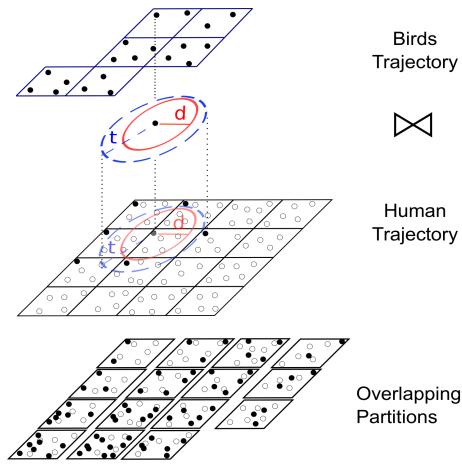 Birds
Trajectory
d
t
Human
Trajectory
d
t
Overlapping
Partitions